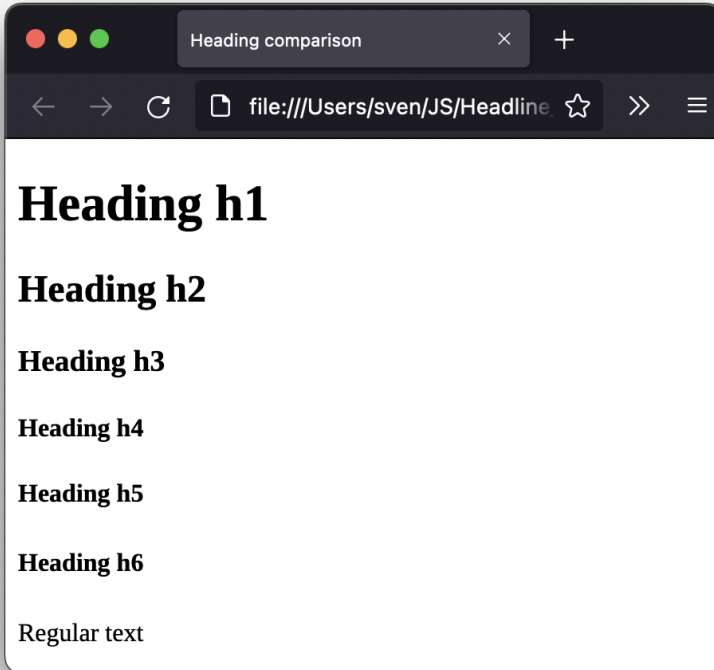 Heading comparison
file:///Users/sven/JS/Headline_
Heading h1
Heading h2
Heading h3
Heading h4
Heading h5
Heading h6
Regular text